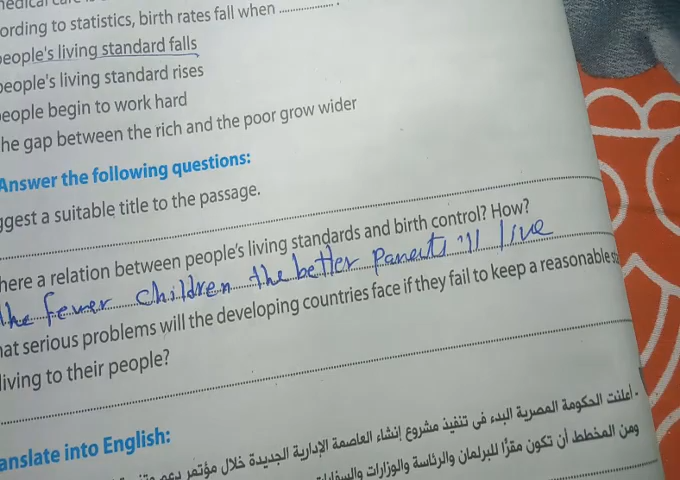 ording to statistics, birth rates fall when .................. .
people's living standard falls
people's living standard rises
people begin to work hard
he gap between the rich and the poor grow wider
Answer the following questions:
ggest a suitable title to the passage.
here a relation between people's living standards and birth control? How?
the fewer children the better Parents 'll live
hat serious problems will the developing countries face if they fail to keep a reasonable
living to their people?
anslate into English:
أعلنت الحكومة المصرية البدء فى تنفيذ مشروع إنشاء العاصمة الإدارية الجديدة خلال مؤتمر دعم
ومن المخطط أن تكون مقرًا للبرلمان والرئاسة والوزارات والسفارات